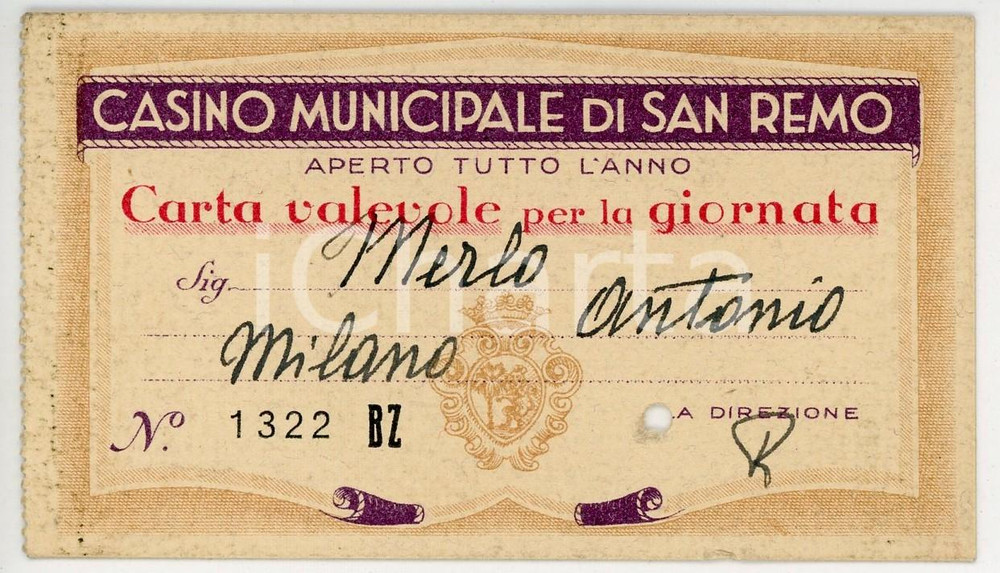 CASINO MUNICIPALE DI SAN REMO
APERTO TUTTO L'ANNO
Carta valevole per la giornata
iCharta
Sig. Merlo
Antonio
Milano
N.º 1322 BZ
A DIREZIONE
R